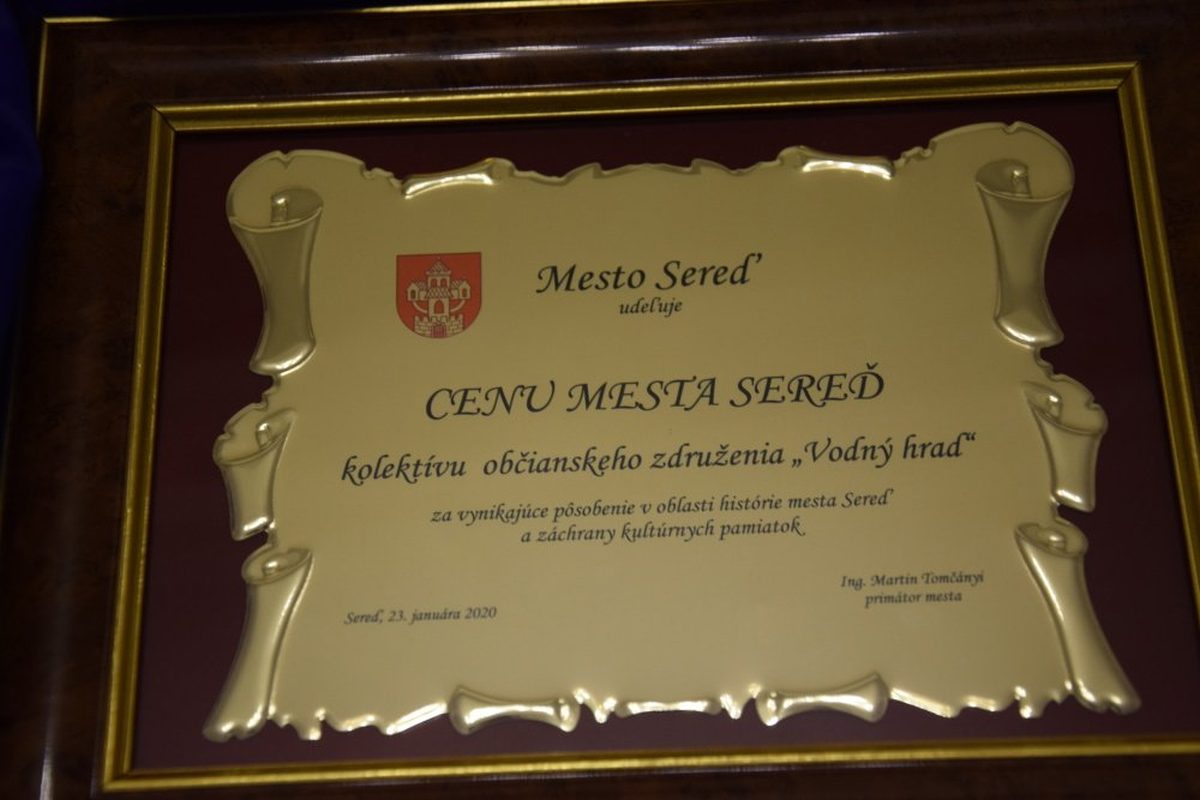 Mesto Sereď
udeľuje
CENU MESTA SEREĎ
kolektívu občianskeho združenia „Vodný hrad“
za vynikajúce pôsobenie v oblasti histórie mesta Sereď
a záchrany kultúrnych pamiatok
Ing. Martin Tomčányi
primátor mesta
Sereď, 23. januára 2020